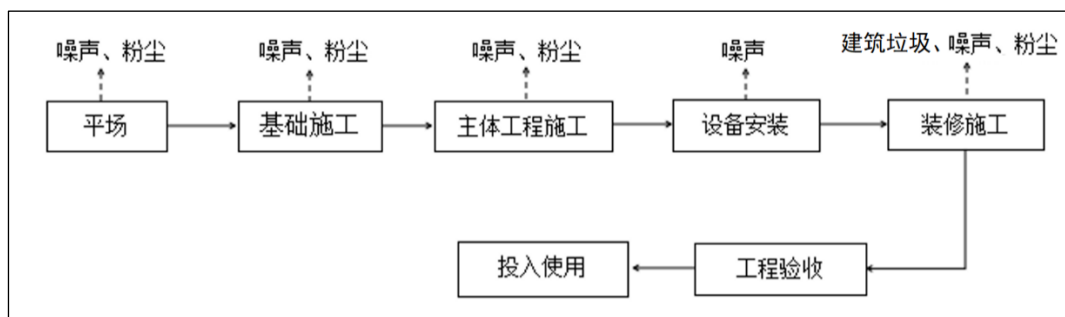 噪声、粉尘
噪声、粉尘
噪声、粉尘
噪声
建筑垃圾、噪声、粉尘
平场
基础施工
主体工程施工
设备安装
装修施工
投入使用
工程验收